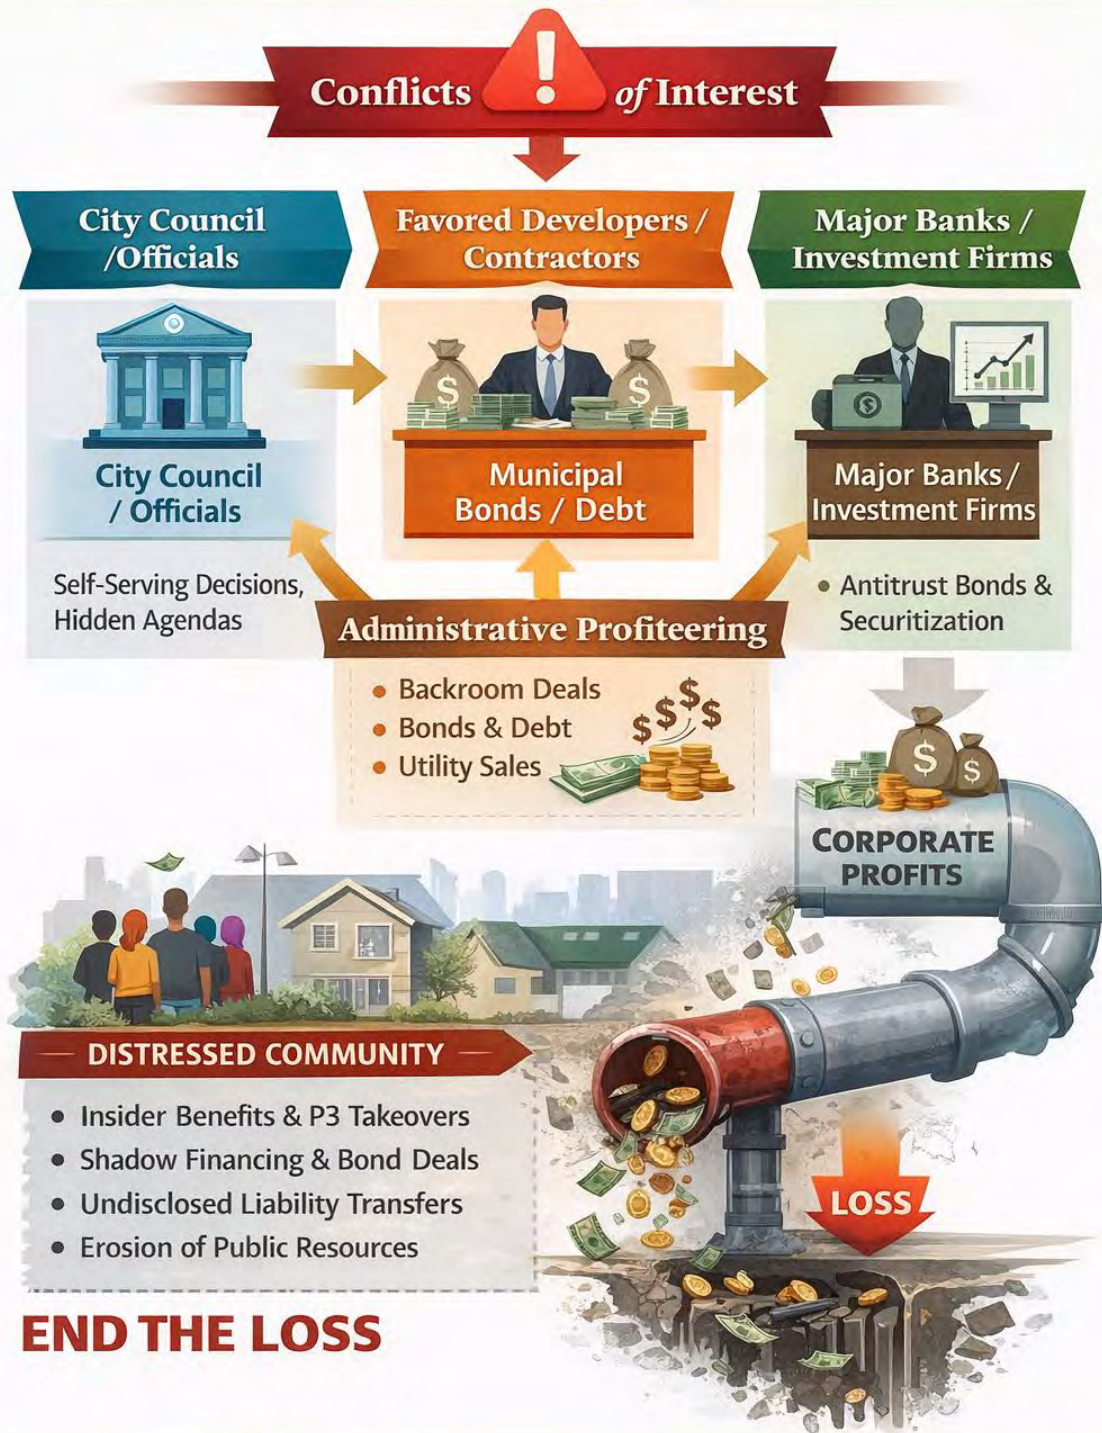 Conflicts of Interest
City Council
/Officials
Favored Developers /
Contractors
Major Banks /
Investment Firms
$
$
City Council
/ Officials
Municipal
Bonds / Debt
$
Major Banks /
Investment Firms
Self-Serving Decisions,
Hidden Agendas
• Antitrust Bonds &
Securitization
Administrative Profiteering
• Backroom Deals
• Bonds & Debt
• Utility Sales
$ $ $ $
$ $
CORPORATE
PROFITS
DISTRESSED COMMUNITY
• Insider Benefits & P3 Takeovers
• Shadow Financing & Bond Deals
• Undisclosed Liability Transfers
• Erosion of Public Resources
LOSS
END THE LOSS